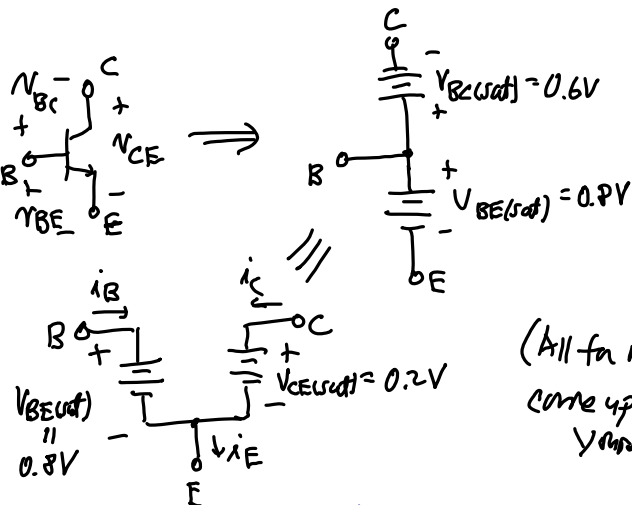 C
C
v_BC
−
−
+
V_BC(sat) = 0.6V
+
+
v_CE
⟹
B
B
+
+
V_BE(sat) = 0.8V
v_BE
−
−
E
−
E
i_B
i_C
B
C
+
+
V_CE(sat) = 0.2V
V_BE(sat)
"
0.8V
−
−
i_E
E
(All for
come up